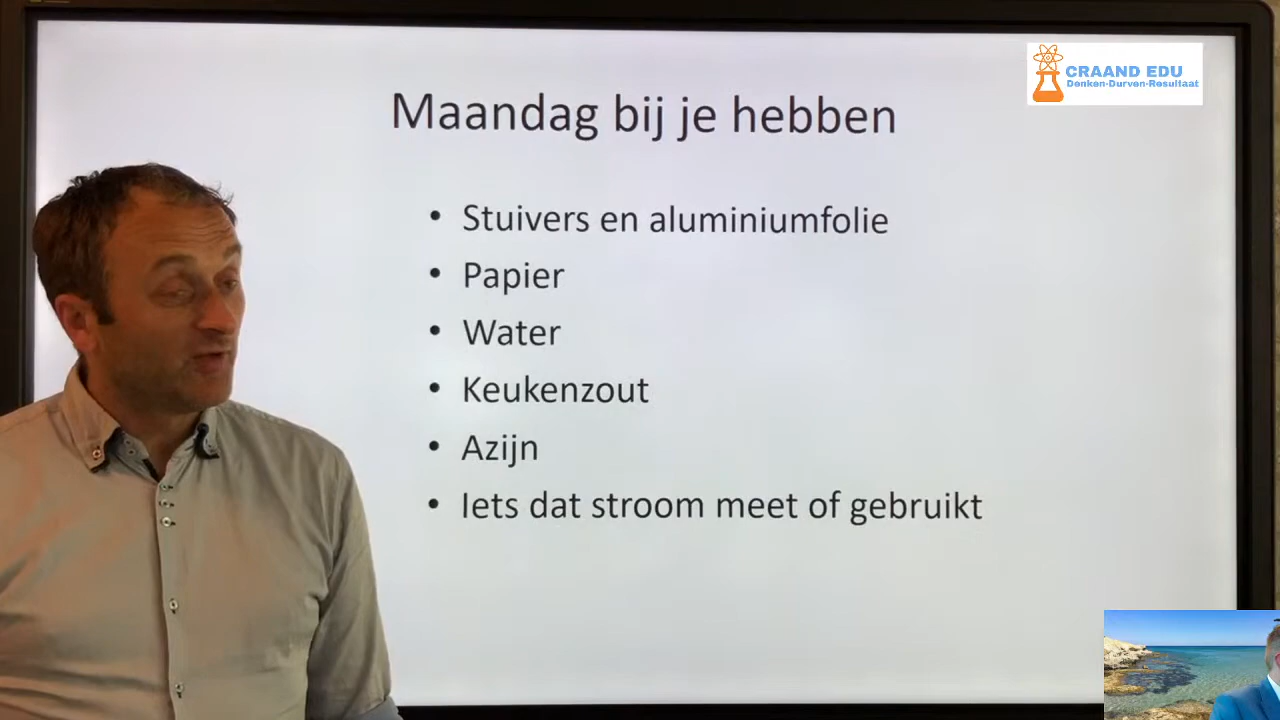 CRAAND EDU
Denken-Durven-Resultaat
Maandag bij je hebben
• Stuivers en aluminiumfolie
• Papier
• Water
• Keukenzout
• Azijn
• Iets dat stroom meet of gebruikt